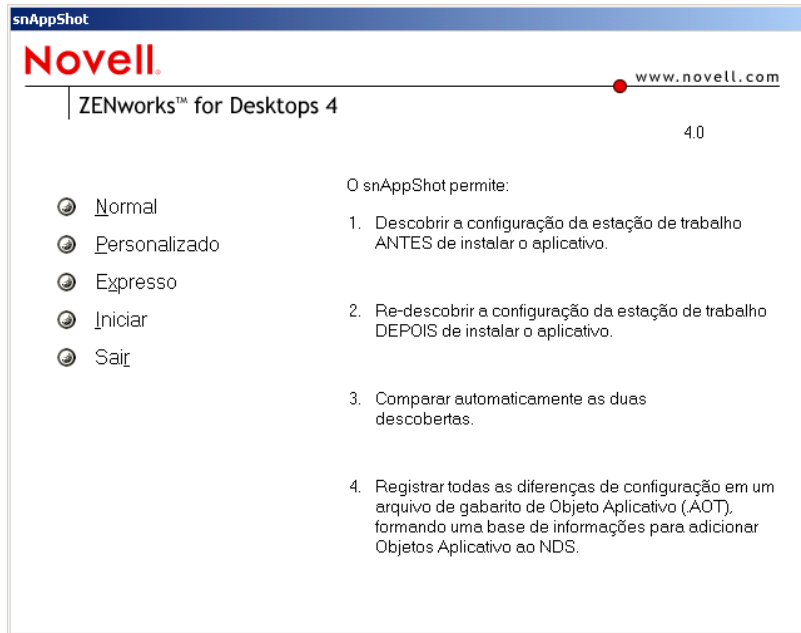 snAppShot
Novell.
www.novell.com
ZENworks™ for Desktops 4
4.0
Normal
Personalizado
Expresso
Iniciar
Sair
O snAppShot permite:
1. Descobrir a configuração da estação de trabalho
ANTES de instalar o aplicativo.
2. Re-descobrir a configuração da estação de trabalho
DEPOIS de instalar o aplicativo.
3. Comparar automaticamente as duas
descobertas.
4. Registrar todas as diferenças de configuração em um
arquivo de gabarito de Objeto Aplicativo (.AOT),
formando uma base de informações para adicionar
Objetos Aplicativo ao NDS.